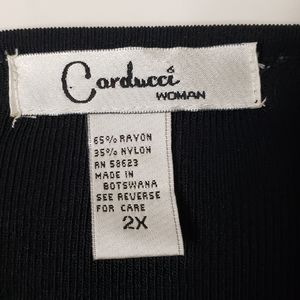 Carducci
WOMAN
65% RAYON
35% NYLON
RN 58623
MADE IN
BOTSWANA
SEE REVERSE
FOR CARE
2X